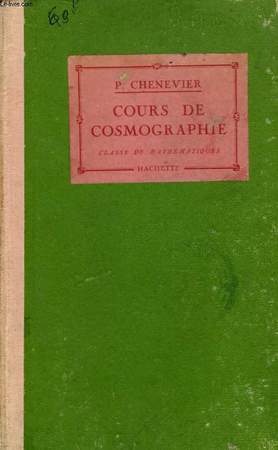 P. CHENEVIER
COURS DE
COSMOGRAPHIE
CLASSE DE MATHÉMATIQUES
HACHETTE